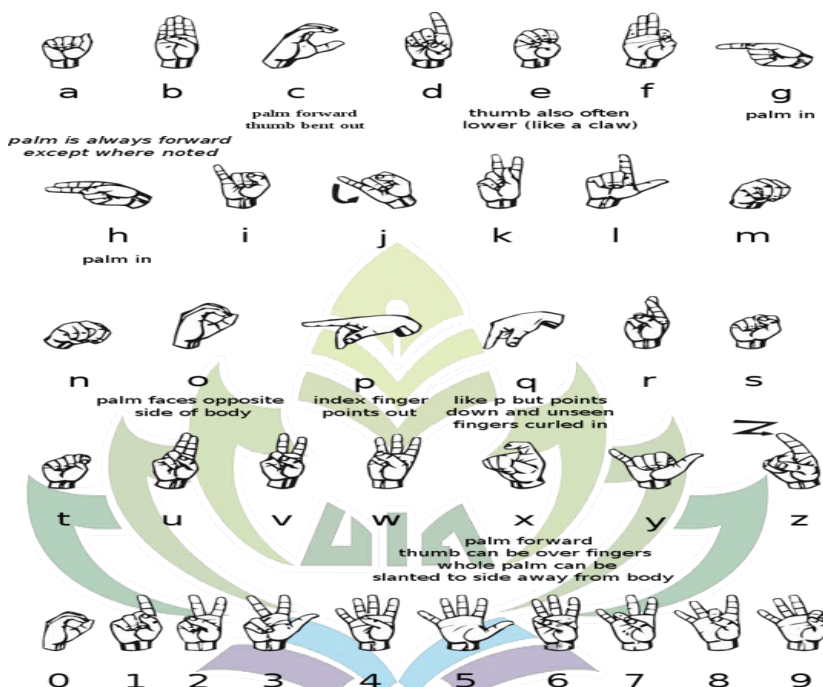 a b c d e f g
palm forward
thumb bent out
thumb also often
lower (like a claw)
palm in
palm is always forward
except where noted
h i j k l m
palm in
n o p q r s
palm faces opposite
side of body
index finger
points out
like p but points
down and unseen
fingers curled in
Z
t u v w x y z
UIN
palm forward
thumb can be over fingers
whole palm can be
slanted to side away from body
0 1 2 3 4 5 6 7 8 9